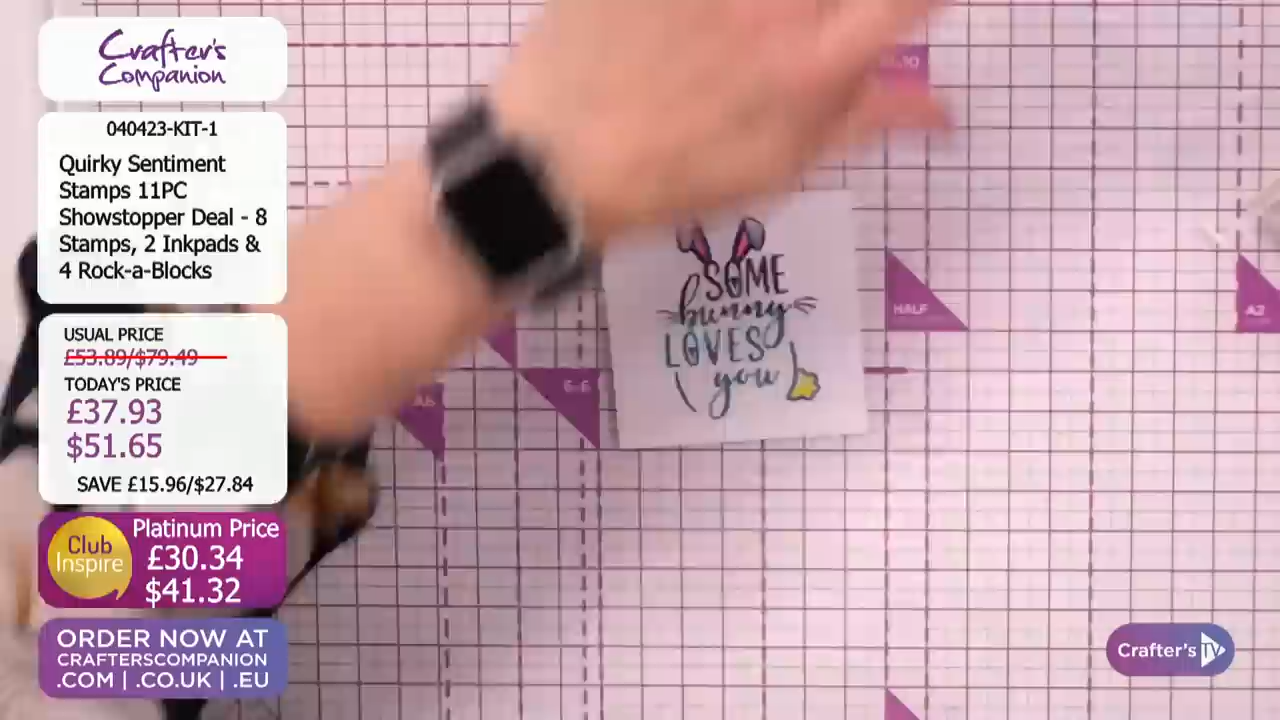 Crafter's
Companion
040423-KIT-1
Quirky Sentiment
Stamps 11PC
Showstopper Deal - 8
Stamps, 2 Inkpads &
4 Rock-a-Blocks
USUAL PRICE
£53.89/$79.49
TODAY'S PRICE
£37.93
$51.65
SAVE £15.96/$27.84
Club
Inspire
Platinum Price
£30.34
$41.32
ORDER NOW AT
CRAFTERSCOMPANION
.COM | .CO.UK | .EU
SOME
bunny
LOVES
you
HALF
A2
6-6
A6
Crafter's TV